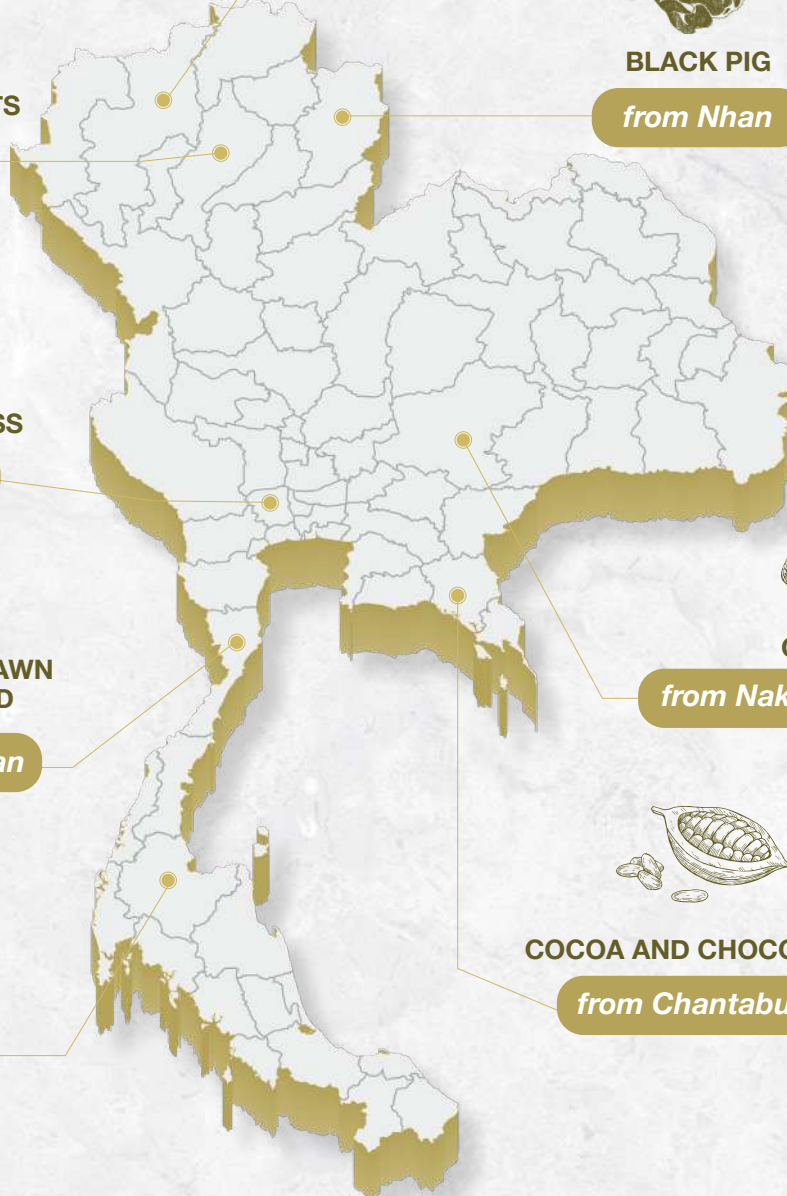 BLACK PIG
from Nhan
TS
SS
AWN
D
an
from Nak
COCOA AND CHOCO
from Chantabu